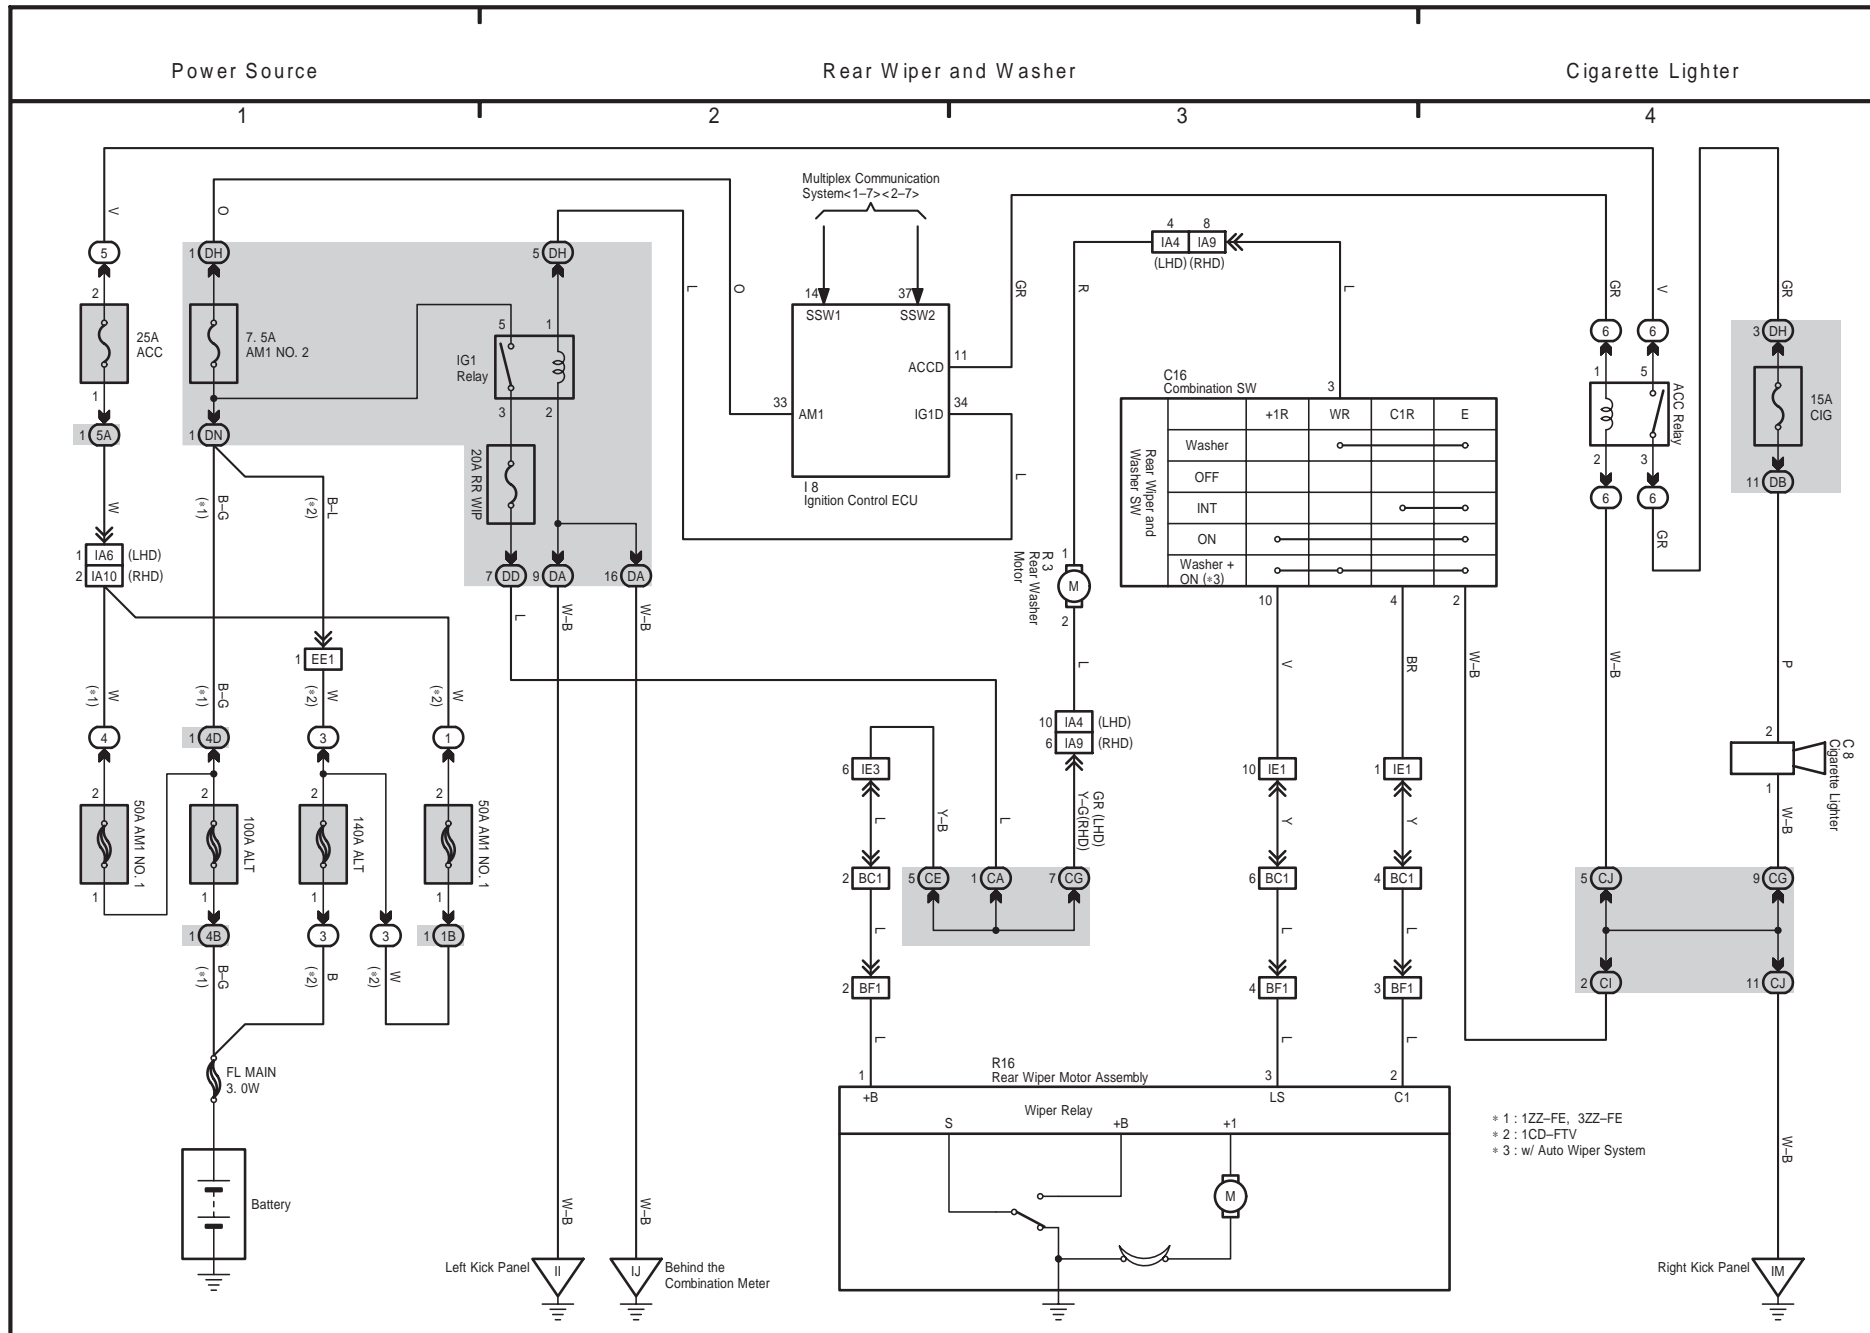 Power Source
Rear Wiper and Washer
Cigarette Lighter
1
2
3
4
Multiplex Communication
System<1–7><2–7>
V
O
5
1 DH
5 DH
2
25A
ACC
1
7. 5A
AM1 NO. 2
1 5A
1 DN
IG1
Relay
5
1
3
2
20A RR WIP
7 DD
9 DA
16 DA
L
O
14
SSW1
37
SSW2
ACCD
11
33
AM1
IG1D
34
I 8
Ignition Control ECU
L
GR
R
4
8
IA4
IA9
(LHD)
(RHD)
L
C16
Combination SW
3
Rear Wiper and
Washer SW
+1R
WR
C1R
E
Washer
OFF
INT
ON
Washer +
ON (*3)
10
4
2
GR
V
GR
6
6
1
5
ACC Relay
2
3
6
6
GR
3 DH
15A
CIG
11 DB
W
B–G
(*1)
B–L
(*2)
1 IA6 (LHD)
2 IA10 (RHD)
1 EE1
L
W–B
W–B
W
(*1)
B–G
(*1)
W
(*2)
W
(*2)
4
1 4D
3
1
2
2
2
2
50A AM1 NO. 1
100A ALT
140A ALT
50A AM1 NO. 1
1
1
1
1
1 4B
3
3
1 1B
B–G
(*1)
B
(*2)
W
(*2)
FL MAIN
3. 0W
Battery
1
R 3
Rear Washer
Motor
M
2
L
10 IA4 (LHD)
6 IA9 (RHD)
GR (LHD)
Y–G(RHD)
6 IE3
L
Y–B
L
2 BC1
5 CE
1 CA
7 CG
L
2 BF1
L
V
BR
W–B
10 IE1
1 IE1
Y
Y
6 BC1
4 BC1
L
L
4 BF1
3 BF1
L
L
W–B
P
2
C 8
Cigarette Lighter
1
W–B
5 CJ
9 CG
2 CI
11 CJ
R16
Rear Wiper Motor Assembly
1
3
2
+B
LS
C1
Wiper Relay
S
+B
+1
M
* 1 : 1ZZ–FE, 3ZZ–FE
* 2 : 1CD–FTV
* 3 : w/ Auto Wiper System
W–B
W–B
W–B
Left Kick Panel
II
IJ
Behind the
Combination Meter
Right Kick Panel
IM